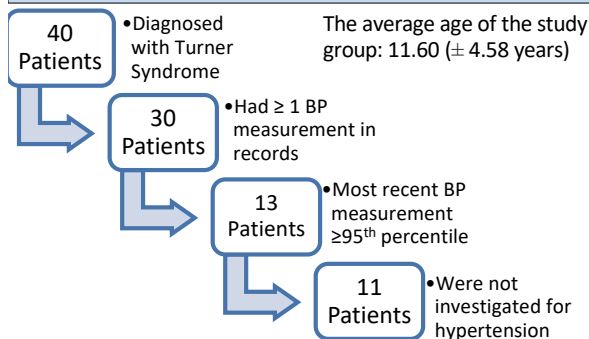 40
Patients
•Diagnosed
with Turner
Syndrome
The average age of the study
group: 11.60 (± 4.58 years)
30
Patients
•Had ≥ 1 BP
measurement in
records
13
Patients
•Most recent BP
measurement
≥95th percentile
11
Patients
•Were not
investigated for
hypertension